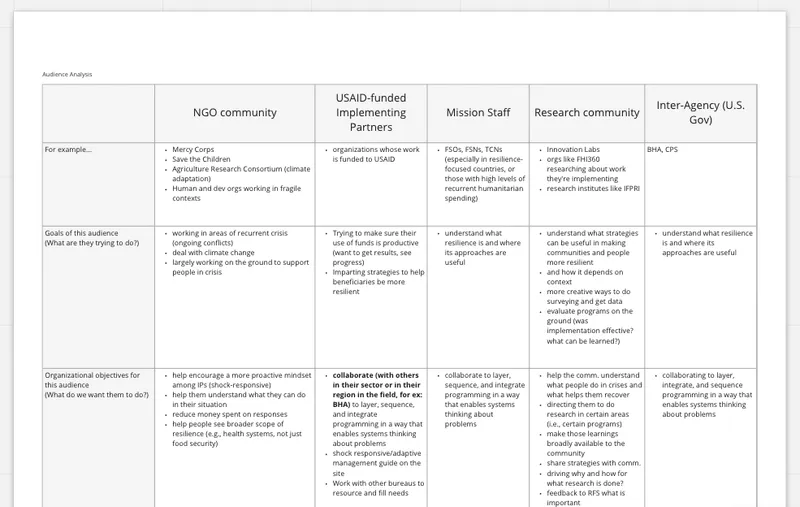 Audience Analysis
NGO community
USAID-funded
Implementing
Partners
Mission Staff
Research community
Inter-Agency (U.S.
Gov)
For example...
• Mercy Corps
• Save the Children
• Agriculture Research Consortium (climate
adaptation)
• Human and dev orgs working in fragile
contexts
• organizations whose work
is funded to USAID
• FSOs, FSNs, TCNs
(especially in resilience-
focused countries, or
those with high levels of
recurrent humanitarian
spending)
• Innovation Labs
• orgs like FHI360
researching about work
they're implementing
• research institutes like IFPRI
BHA, CPS
Goals of this audience
(What are they trying to do?)
• working in areas of recurrent crisis
(ongoing conflicts)
• deal with climate change
• largely working on the ground to support
people in crisis
• Trying to make sure their
use of funds is productive
(want to get results, see
progress)
• Imparting strategies to help
beneficiaries be more
resilient
• understand what
resilience is and where
its approaches are
useful
• understand what strategies
can be useful in making
communities and people
more resilient
• and how it depends on
context
• more creative ways to do
surveying and get data
• evaluate programs on the
ground (was
implementation effective?
what can be learned?)
• understand what resilience
is and where its
approaches are useful
Organizational objectives for
this audience
(What do we want them to do?)
• help encourage a more proactive mindset
among IPs (shock-responsive)
• help them understand what they can do
in their situation
• reduce money spent on responses
• help people see broader scope of
resilience (e.g., health systems, not just
food security)
• collaborate (with others
in their sector or in their
region in the field, for ex:
BHA) to layer, sequence,
and integrate
programming in a way that
enables systems thinking
about problems
• shock responsive/adaptive
management guide on the
site
• Work with other bureaus to
resource and fill needs
• collaborate to layer,
sequence, and integrate
programming in a way
that enables systems
thinking about
problems
• help the comm. understand
what people do in crises and
what helps them recover
• directing them to do
research in certain areas
(i.e., certain programs)
• make those learnings
broadly available to the
community
• share strategies with comm.
• driving why and how for
what research is done?
• feedback to RFS what is
important
• collaborating to layer,
integrate, and sequence
programming in a way that
enables systems thinking
about problems